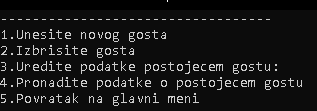 ----------------------------------
1.Unesite novog gosta
2.Izbrisite gosta
3.Uredite podatke postojecem gostu:
4.Pronadite podatke o postojecem gostu
5.Povratak na glavni meni